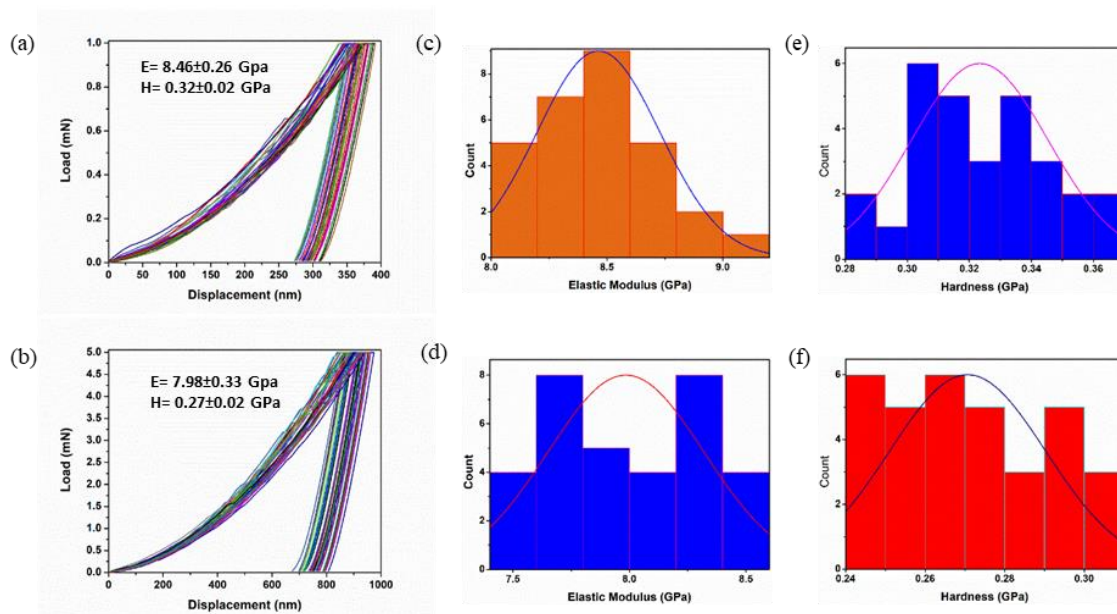 (a)
1.0
0.8
0.6
0.4
0.2
0.0
Load (mN)
E= 8.46±0.26 Gpa
H= 0.32±0.02 GPa
0 50 100 150 200 250 300 350 400
Displacement (nm)
(c)
8
6
4
2
0
Count
8.0 8.5 9.0
Elastic Modulus (GPa)
(e)
6
4
2
0
Count
0.28 0.30 0.32 0.34 0.36
Hardness (GPa)
(b)
5.0
4.5
4.0
3.5
3.0
2.5
2.0
1.5
1.0
0.5
0.0
Load (mN)
E= 7.98±0.33 Gpa
H= 0.27±0.02 GPa
0 250 500 750 1000
Displacement (nm)
(d)
8
6
4
2
0
Count
7.5 8.0 8.5
Elastic Modulus (GPa)
(f)
6
4
2
0
Count
0.24 0.26 0.28 0.30
Hardness (GPa)